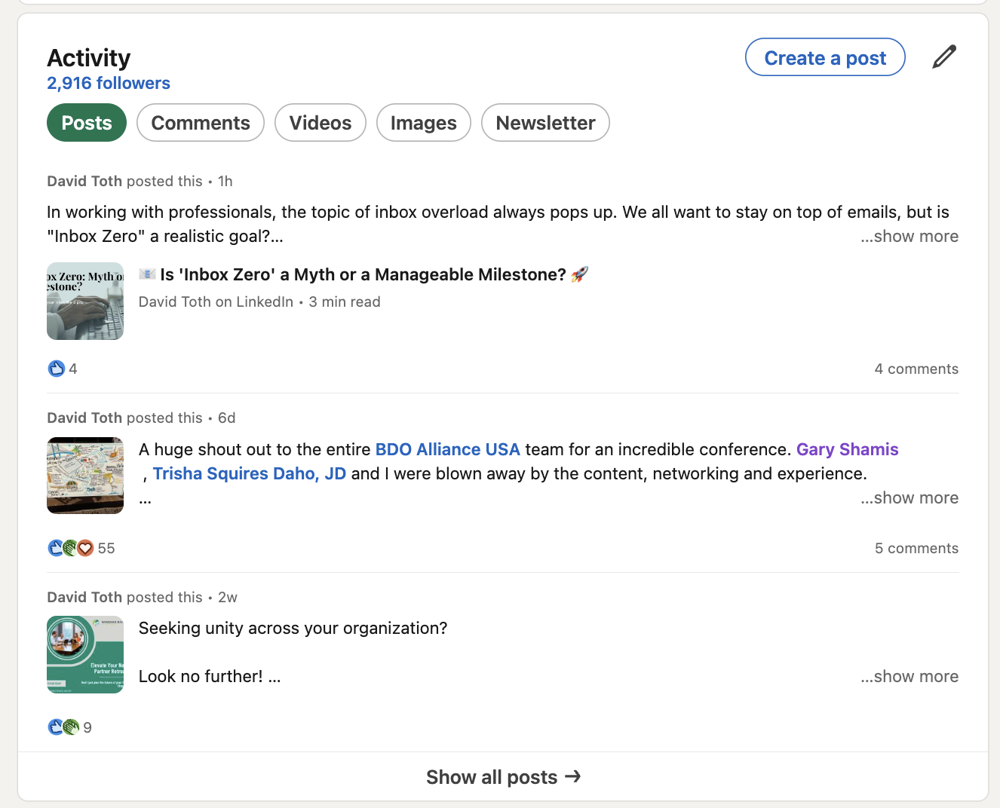 Activity
Create a post
2,916 followers
Posts
Comments
Videos
Images
Newsletter
David Toth posted this • 1h
In working with professionals, the topic of inbox overload always pops up. We all want to stay on top of emails, but is
"Inbox Zero" a realistic goal?...
...show more
ox Zero: Myth o
estone?
📧 Is 'Inbox Zero' a Myth or a Manageable Milestone? 🚀
David Toth on LinkedIn • 3 min read
4
4 comments
David Toth posted this • 6d
A huge shout out to the entire BDO Alliance USA team for an incredible conference. Gary Shamis
, Trisha Squires Daho, JD and I were blown away by the content, networking and experience.
...
...show more
55
5 comments
David Toth posted this • 2w
Elevate Your Ne
Partner Retre
Seeking unity across your organization?
Look no further! ...
...show more
9
Show all posts →